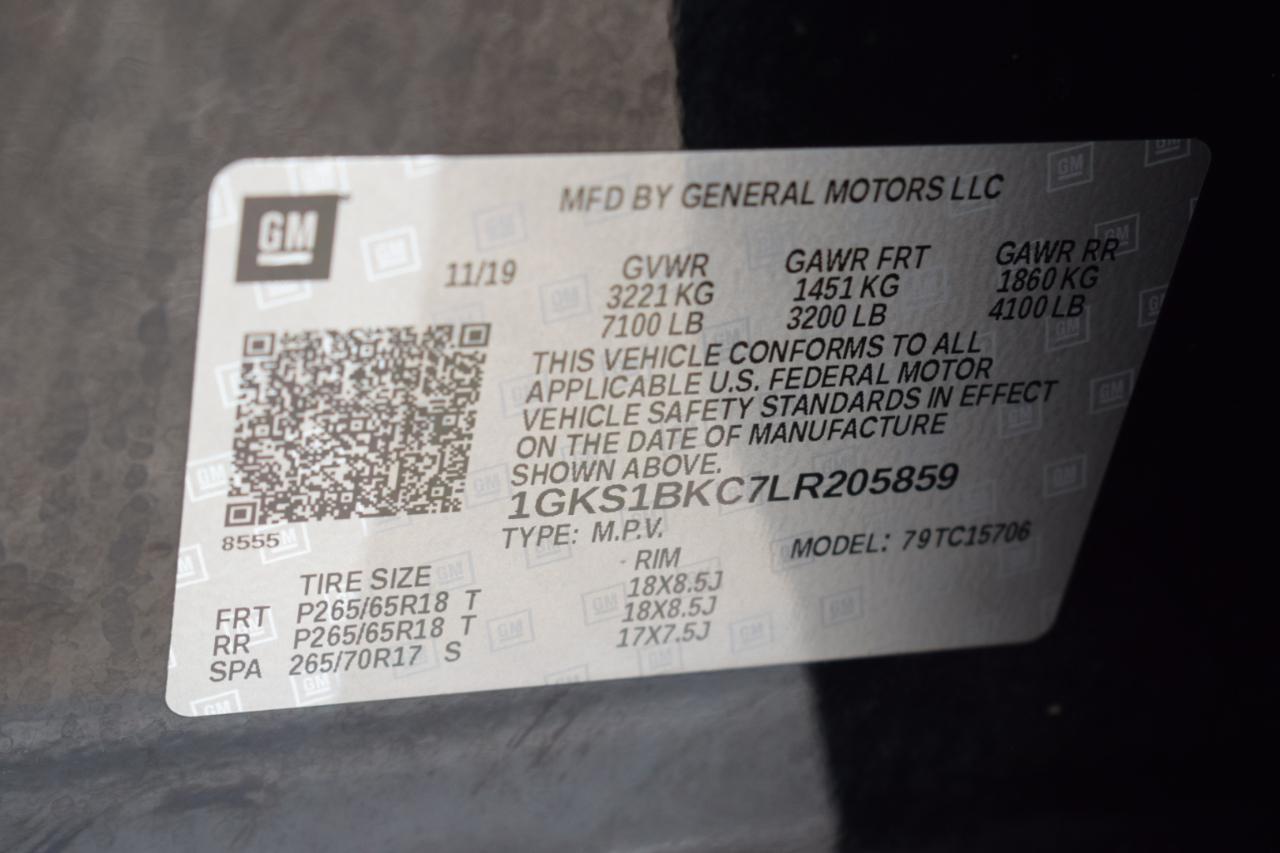 GM
MFD BY GENERAL MOTORS LLC
11/19 GVWR GAWR FRT GAWR RR
3221 KG 1451 KG 1860 KG
7100 LB 3200 LB 4100 LB
THIS VEHICLE CONFORMS TO ALL
APPLICABLE U.S. FEDERAL MOTOR
VEHICLE SAFETY STANDARDS IN EFFECT
ON THE DATE OF MANUFACTURE
SHOWN ABOVE.
1GKS1BKC7LR205859
8555
TYPE: M.P.V. MODEL: 79TC15706
TIRE SIZE RIM
FRT P265/65R18 T 18X8.5J
RR P265/65R18 T 18X8.5J
SPA 265/70R17 S 17X7.5J